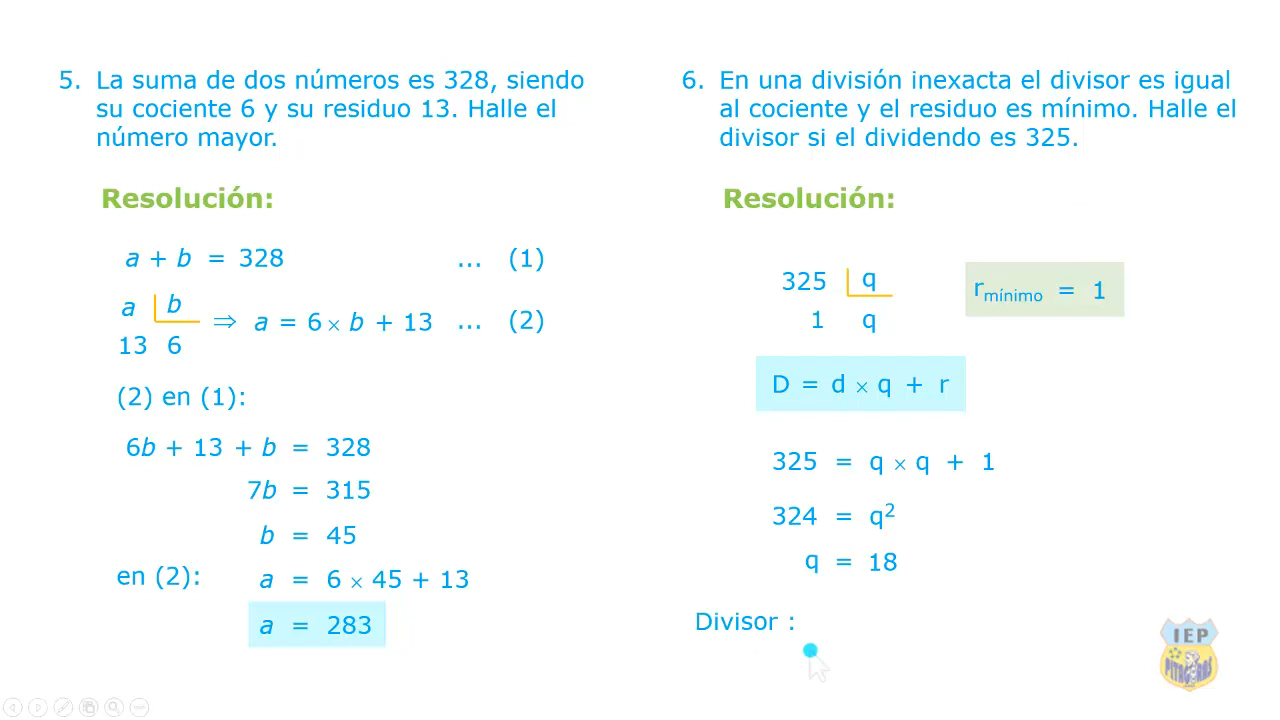 5. La suma de dos números es 328, siendo
su cociente 6 y su residuo 13. Halle el
número mayor.
Resolución:
a + b = 328 ... (1)
a b
13 6
⇒ a = 6 × b + 13 ... (2)
(2) en (1):
6b + 13 + b = 328
7b = 315
b = 45
en (2): a = 6 × 45 + 13
a = 283
6. En una división inexacta el divisor es igual
al cociente y el residuo es mínimo. Halle el
divisor si el dividendo es 325.
Resolución:
325 q
1 q
rmínimo = 1
D = d × q + r
325 = q × q + 1
324 = q²
q = 18
Divisor :
IEP
PITAGORAS